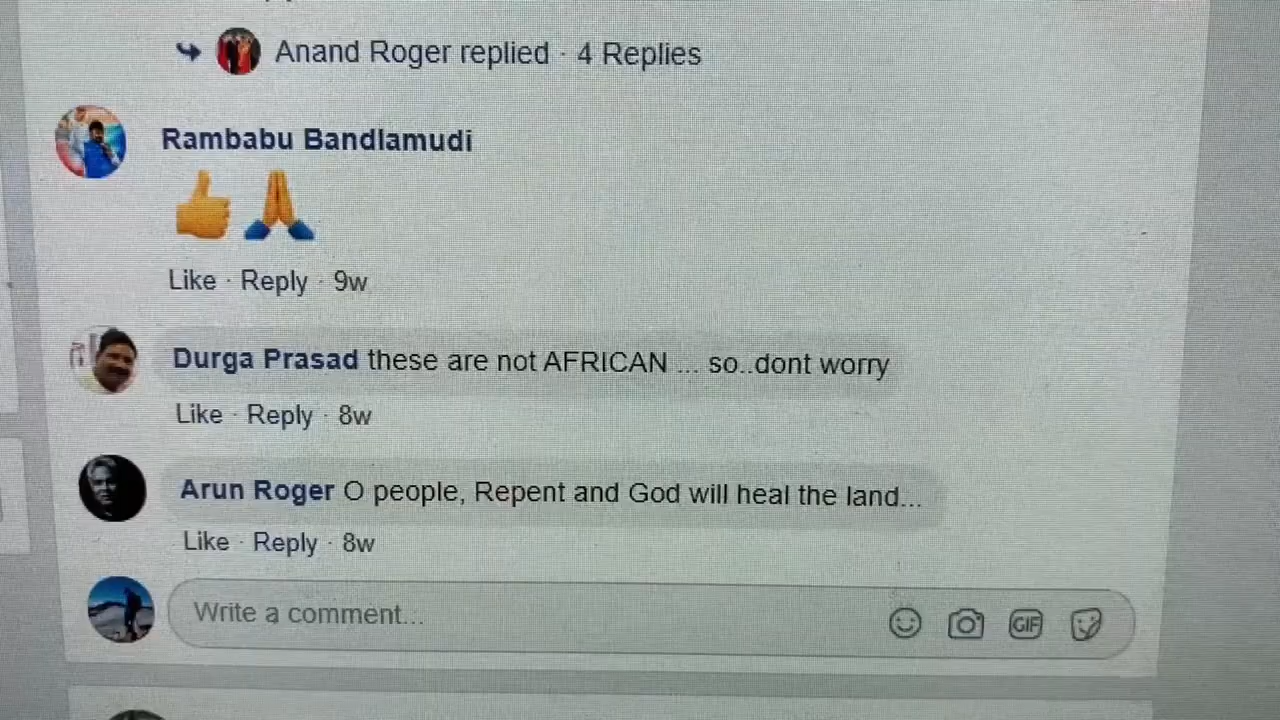 Anand Roger replied · 4 Replies
Rambabu Bandlamudi
👍🙏
Like · Reply · 9w
Durga Prasad these are not AFRICAN ... so..dont worry
Like · Reply · 8w
Arun Roger O people, Repent and God will heal the land...
Like · Reply · 8w
Write a comment...
GIF